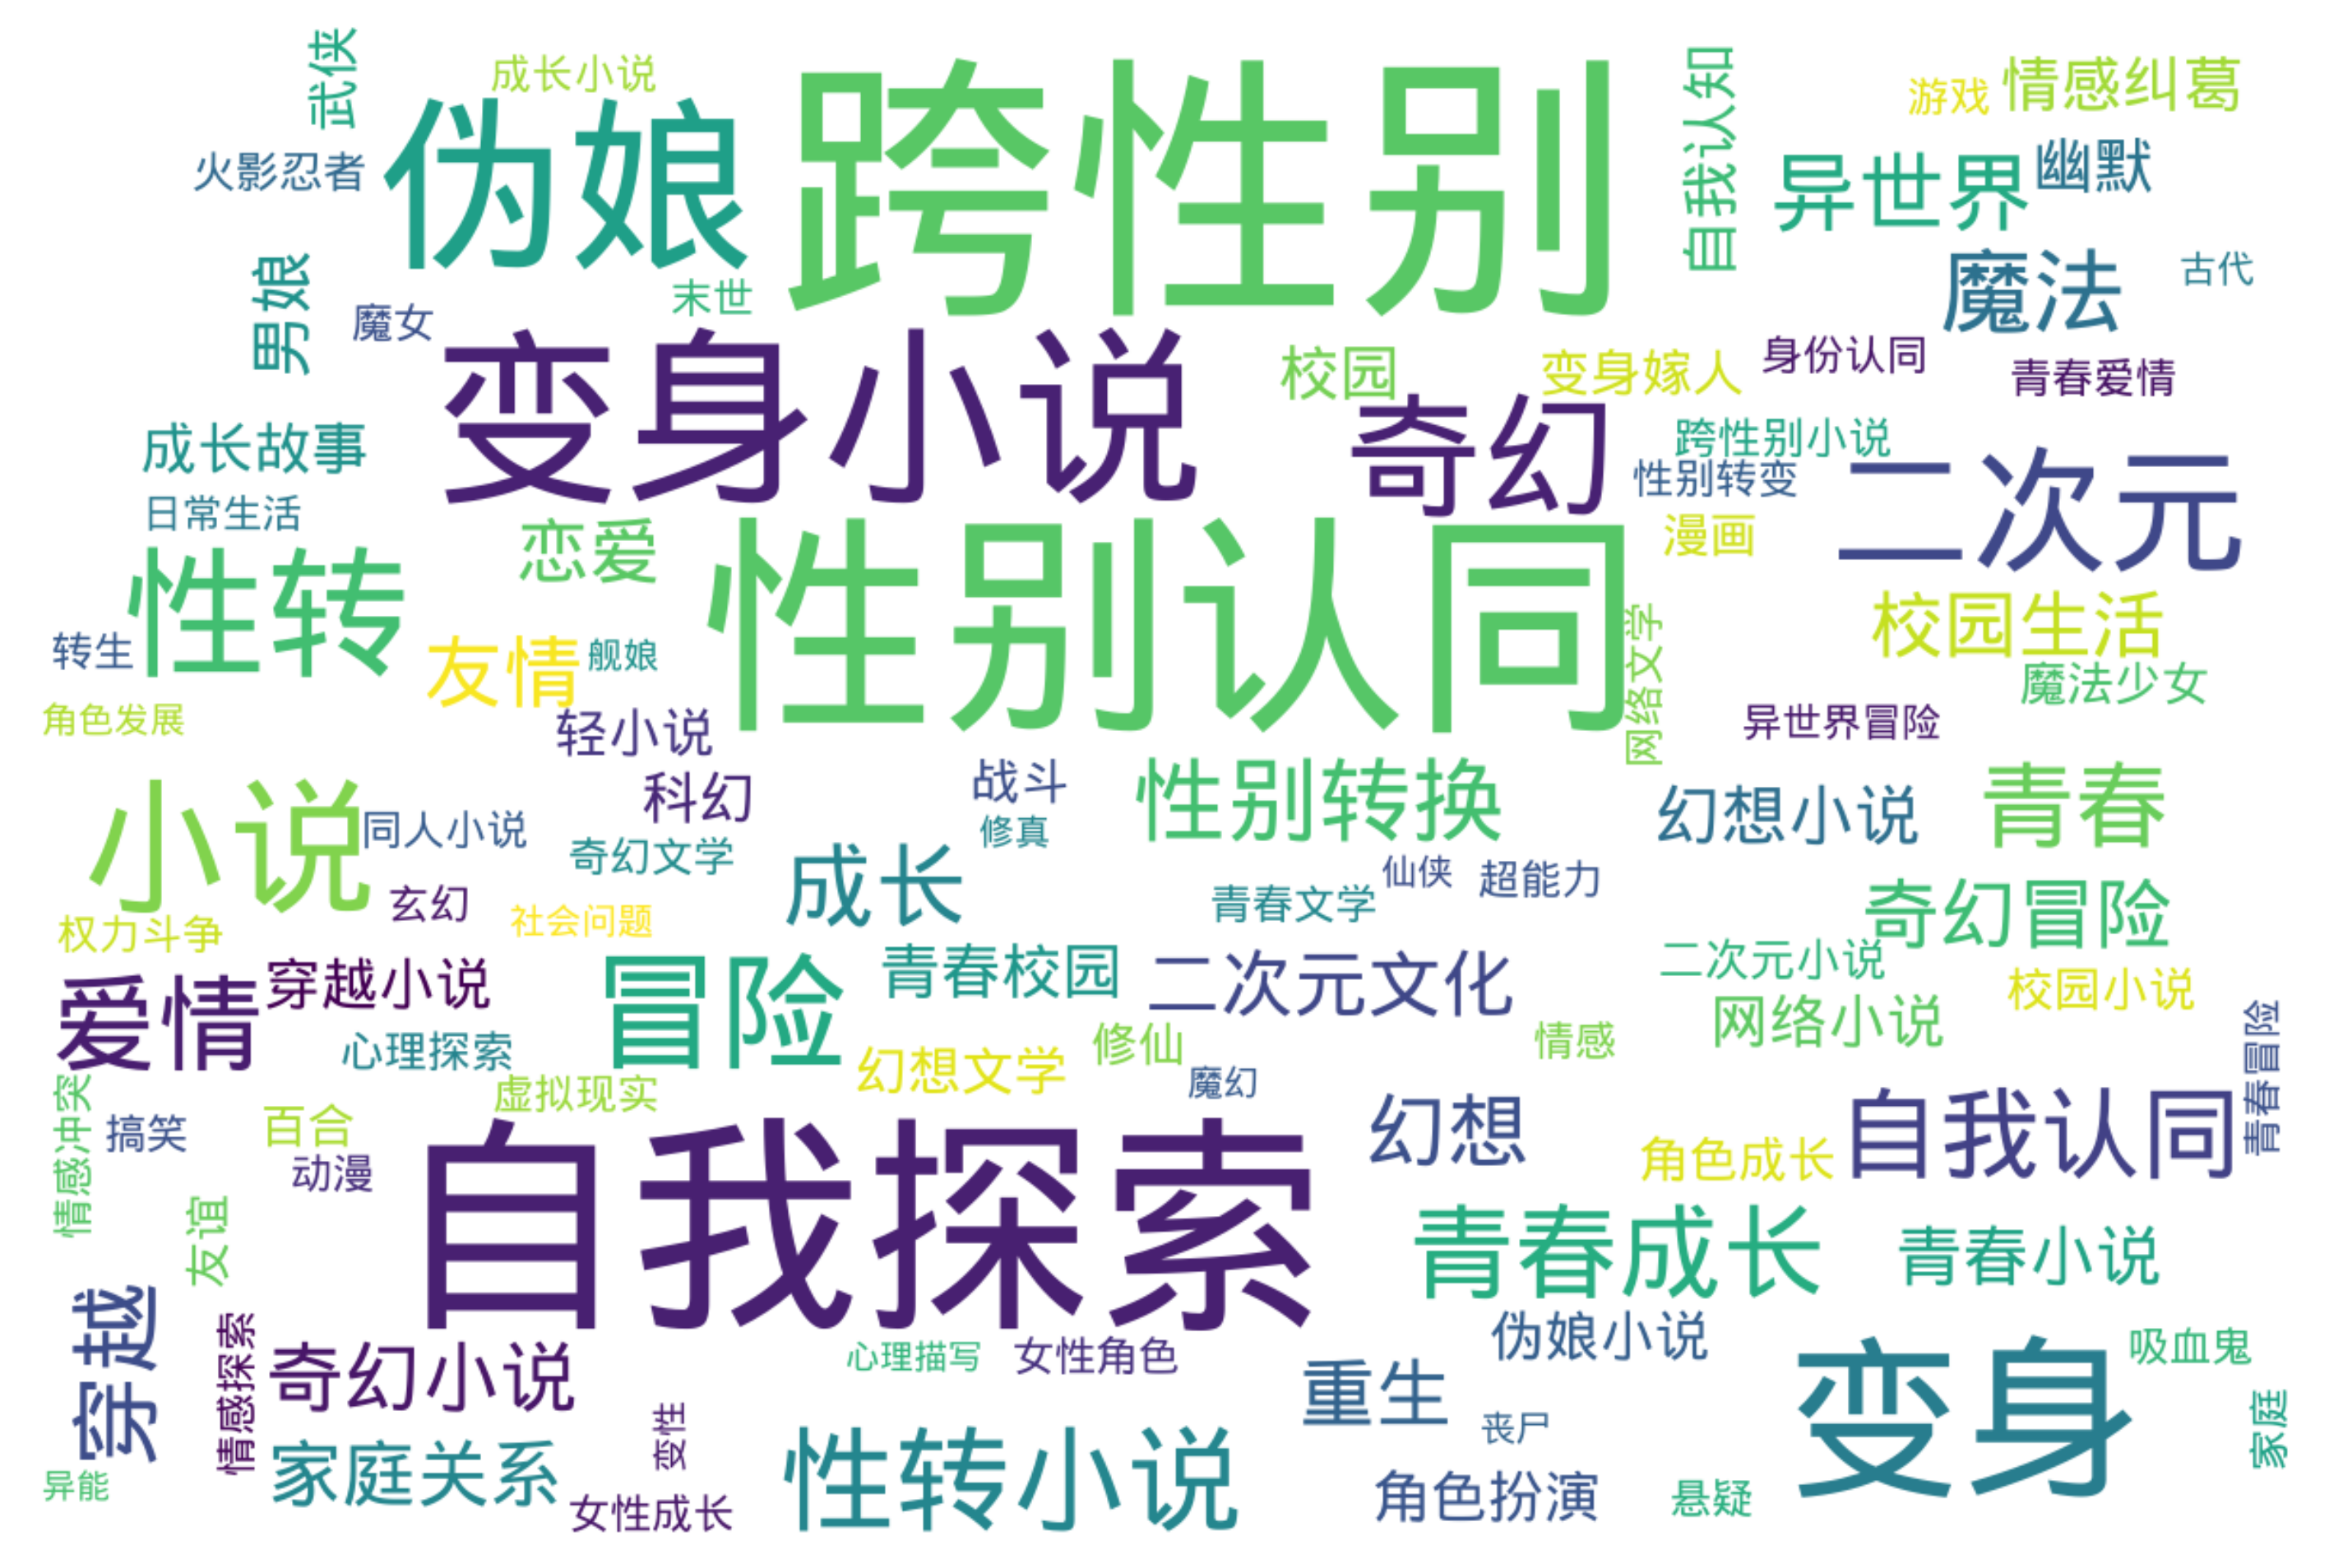 武侠
成长小说
跨性别
自我认知
游戏
情感纠葛
伪娘
火影忍者
异世界
幽默
男娘
魔女
末世
魔法
古代
变身小说
校园
变身嫁人
身份认同
青春爱情
奇幻
成长故事
跨性别小说
性别转变
二次元
日常生活
恋爱
性别认同
漫画
性转
转生
友情
舰娘
网络文学
校园生活
魔法少女
角色发展
轻小说
异世界冒险
小说
科幻
战斗
性别转换
幻想小说
青春
同人小说
奇幻文学
修真
成长
仙侠
超能力
玄幻
青春文学
奇幻冒险
权力斗争
社会问题
爱情
穿越小说
冒险
青春校园
二次元文化
二次元小说
校园小说
网络小说
心理探索
幻想文学
修仙
情感
青春冒险
情感冲突
搞笑
百合
虚拟现实
魔幻
动漫
自我探索
幻想
角色成长
自我认同
友谊
青春成长
青春小说
穿越
情感探索
奇幻小说
心理描写
女性角色
伪娘小说
重生
变身
吸血鬼
变性
丧尸
家庭
异能
家庭关系
女性成长
性转小说
角色扮演
悬疑